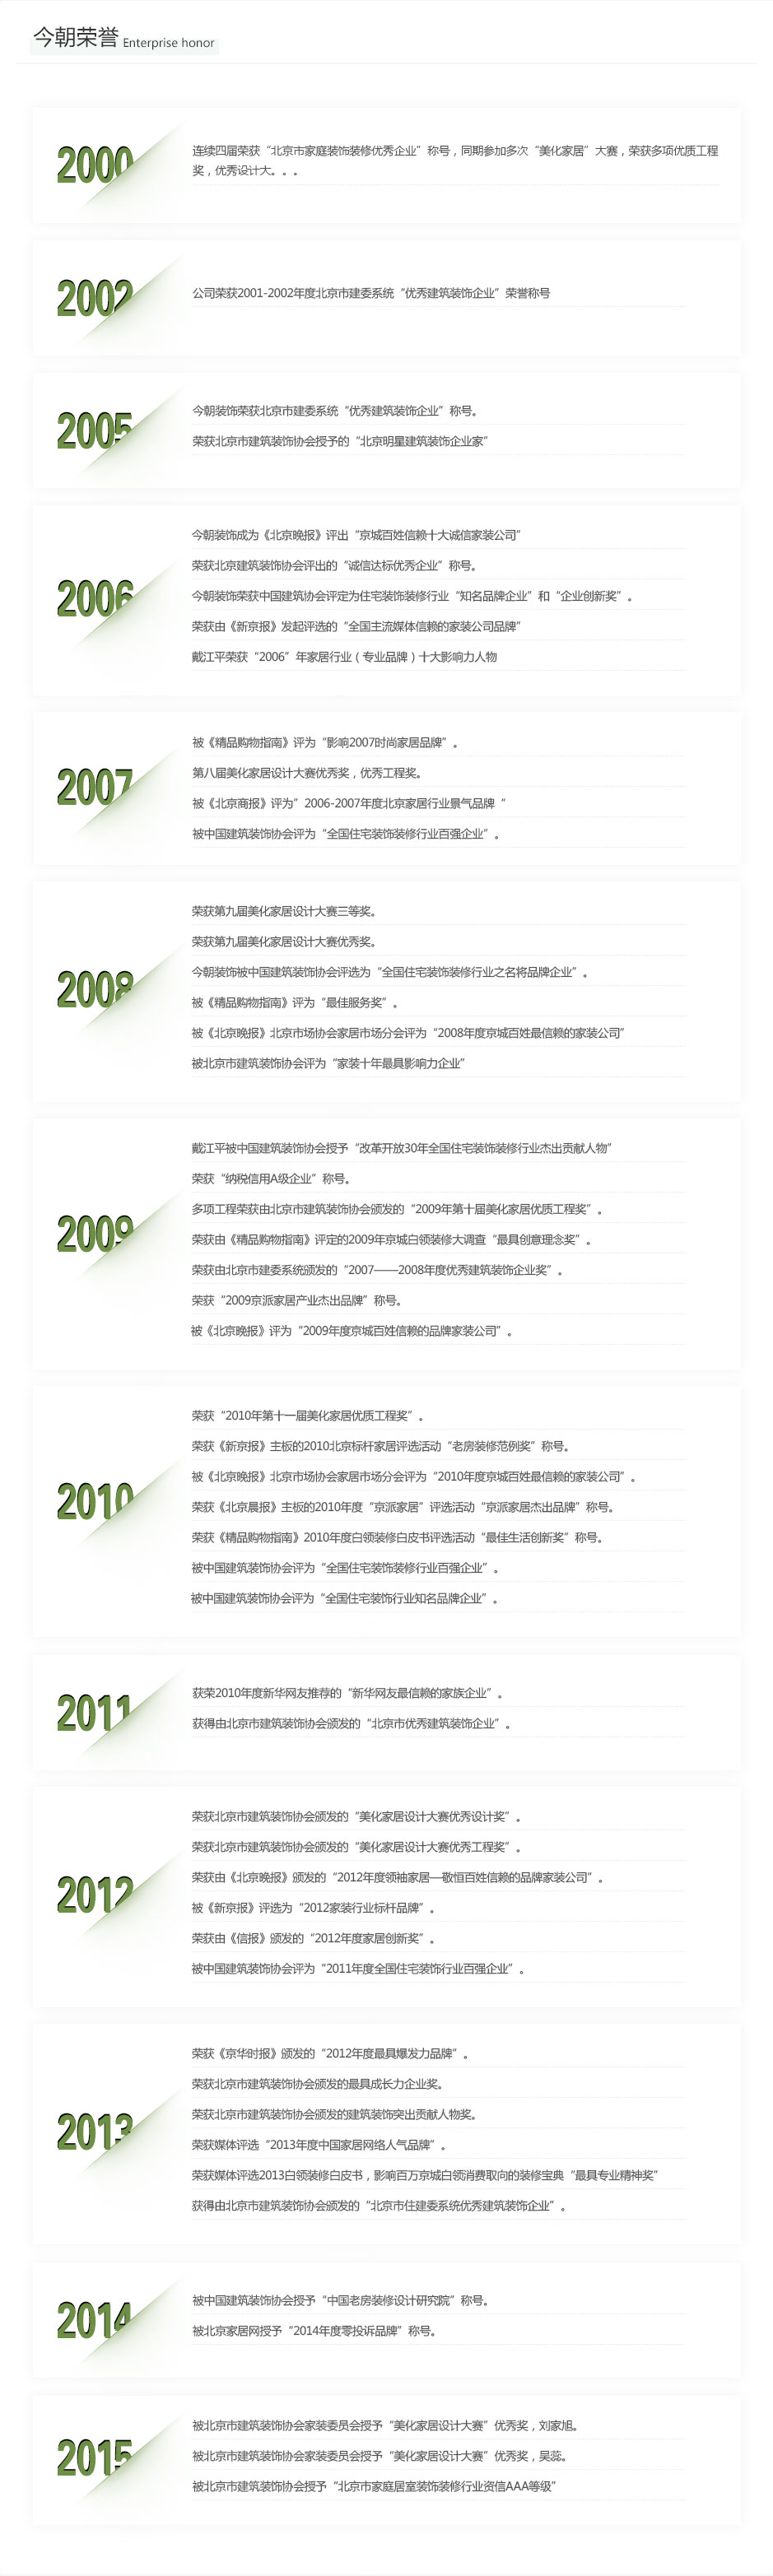 今朝荣誉 Enterprise honor
2000
连续四届荣获“北京市家庭装饰装修优秀企业”称号，同期参加多次“美化家居”大赛，荣获多项优质工程
奖，优秀设计大。。。
2002
公司荣获2001-2002年度北京市建委系统“优秀建筑装饰企业”荣誉称号
2005
今朝装饰荣获北京市建委系统“优秀建筑装饰企业”称号。
荣获北京市建筑装饰协会授予的“北京明星建筑装饰企业家”
2006
今朝装饰成为《北京晚报》评出“京城百姓信赖十大诚信家装公司”
荣获北京建筑装饰协会评出的“诚信达标优秀企业”称号。
今朝装饰荣获中国建筑协会评定为住宅装饰装修行业“知名品牌企业”和“企业创新奖”。
荣获由《新京报》发起评选的“全国主流媒体信赖的家装公司品牌”
戴江平荣获“2006”年家居行业（专业品牌）十大影响力人物
2007
被《精品购物指南》评为“影响2007时尚家居品牌”。
第八届美化家居设计大赛优秀奖，优秀工程奖。
被《北京商报》评为”2006-2007年度北京家居行业景气品牌“
被中国建筑装饰协会评为“全国住宅装饰装修行业百强企业”。
2008
荣获第九届美化家居设计大赛三等奖。
荣获第九届美化家居设计大赛优秀奖。
今朝装饰被中国建筑装饰协会评选为“全国住宅装饰装修行业之名将品牌企业”。
被《精品购物指南》评为“最佳服务奖”。
被《北京晚报》北京市场协会家居市场分会评为“2008年度京城百姓最信赖的家装公司”
被北京市建筑装饰协会评为“家装十年最具影响力企业”
2009
戴江平被中国建筑装饰协会授予“改革开放30年全国住宅装饰装修行业杰出贡献人物”
荣获“纳税信用A级企业”称号。
多项工程荣获由北京市建筑装饰协会颁发的“2009年第十届美化家居优质工程奖”。
荣获由《精品购物指南》评定的2009年京城白领装修大调查“最具创意理念奖”。
荣获由北京市建委系统颁发的“2007——2008年度优秀建筑装饰企业奖”。
荣获“2009京派家居产业杰出品牌”称号。
被《北京晚报》评为“2009年度京城百姓信赖的品牌家装公司”。
2010
荣获“2010年第十一届美化家居优质工程奖”。
荣获《新京报》主板的2010北京标杆家居评选活动“老房装修范例奖”称号。
被《北京晚报》北京市场协会家居市场分会评为“2010年度京城百姓最信赖的家装公司”。
荣获《北京晨报》主板的2010年度“京派家居”评选活动“京派家居杰出品牌”称号。
荣获《精品购物指南》2010年度白领装修白皮书评选活动“最佳生活创新奖”称号。
被中国建筑装饰协会评为“全国住宅装饰装修行业百强企业”。
被中国建筑装饰协会评为“全国住宅装饰行业知名品牌企业”。
2011
获荣2010年度新华网友推荐的“新华网友最信赖的家族企业”。
获得由北京市建筑装饰协会颁发的“北京市优秀建筑装饰企业”。
2012
荣获北京市建筑装饰协会颁发的“美化家居设计大赛优秀设计奖”。
荣获北京市建筑装饰协会颁发的“美化家居设计大赛优秀工程奖”。
荣获由《北京晚报》颁发的“2012年度领袖家居—敬恒百姓信赖的品牌家装公司”。
被《新京报》评选为“2012家装行业标杆品牌”。
荣获由《信报》颁发的“2012年度家居创新奖”。
被中国建筑装饰协会评为“2011年度全国住宅装饰行业百强企业”。
2013
荣获《京华时报》颁发的“2012年度最具爆发力品牌”。
荣获北京市建筑装饰协会颁发的最具成长力企业奖。
荣获北京市建筑装饰协会颁发的建筑装饰突出贡献人物奖。
荣获媒体评选“2013年度中国家居网络人气品牌”。
荣获媒体评选2013白领装修白皮书，影响百万京城白领消费取向的装修宝典“最具专业精神奖”
获得由北京市建筑装饰协会颁发的“北京市住建委系统优秀建筑装饰企业”。
2014
被中国建筑装饰协会授予“中国老房装修设计研究院”称号。
被北京家居网授予“2014年度零投诉品牌”称号。
2015
被北京市建筑装饰协会家装委员会授予“美化家居设计大赛”优秀奖，刘家旭。
被北京市建筑装饰协会家装委员会授予“美化家居设计大赛”优秀奖，吴蕊。
被北京市建筑装饰协会授予“北京市家庭居室装饰装修行业资信AAA等级”